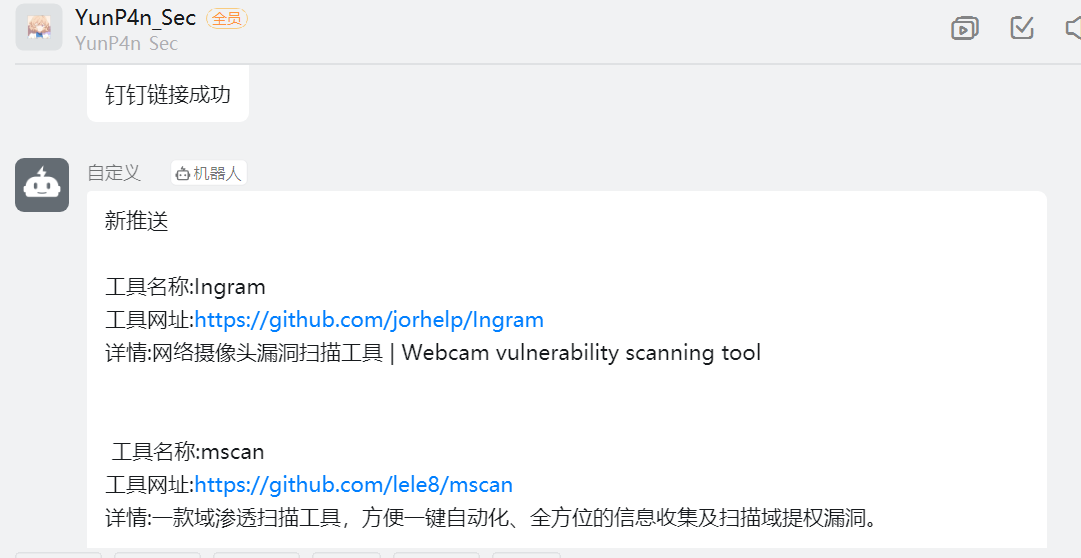 YunP4n_Sec 全员
YunP4n Sec
钉钉链接成功
自定义 机器人
新推送
工具名称:Ingram
工具网址:https://github.com/jorhelp/Ingram
详情:网络摄像头漏洞扫描工具 | Webcam vulnerability scanning tool
工具名称:mscan
工具网址:https://github.com/lele8/mscan
详情:一款域渗透扫描工具，方便一键自动化、全方位的信息收集及扫描域提权漏洞。